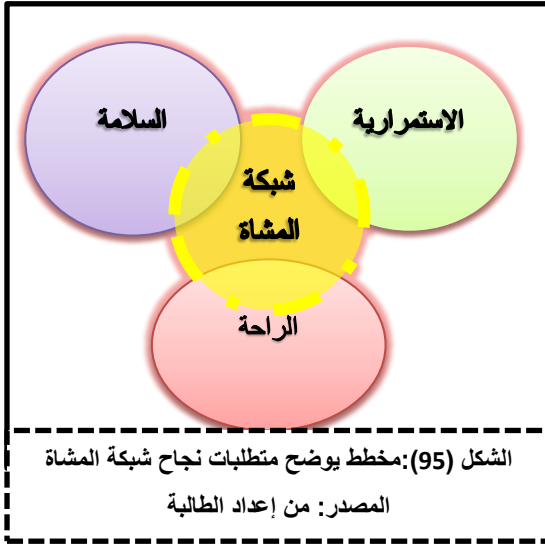 الاستمرارية
السلامة
شبكة
المشاة
الراحة
الشكل (95):مخطط يوضح متطلبات نجاح شبكة المشاة
المصدر: من إعداد الطالبة